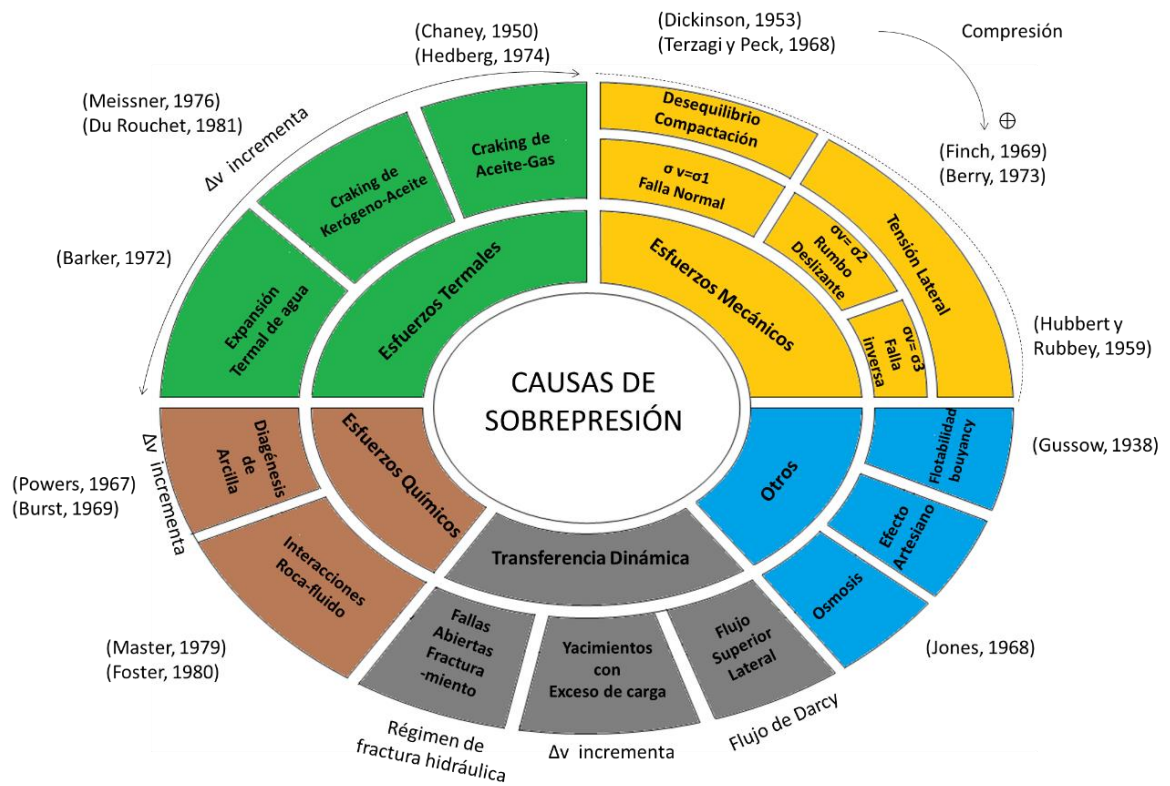 (Chaney, 1950)
(Hedberg, 1974)
(Dickinson, 1953)
(Terzagi y Peck, 1968)
Compresión
(Meissner, 1976)
(Du Rouchet, 1981)
Δv incrementa
(Finch, 1969)
(Berry, 1973)
(Barker, 1972)
(Hubbert y
Rubbey, 1959)
Craking de
Aceite-Gas
Craking de
Kerógeno-Aceite
Expansión
Termal de agua
Esfuerzos Termales
Desequilibrio
Compactación
σ v=σ1
Falla Normal
Tensión Lateral
σv= σ2
Rumbo
Deslizante
σv= σ3
Falla
inversa
Esfuerzos Mecánicos
CAUSAS DE
SOBREPRESIÓN
Δv incrementa
(Powers, 1967)
(Burst, 1969)
Diagénesis
de
Arcilla
Esfuerzos Químicos
Interacciones
Roca-fluido
(Master, 1979)
(Foster, 1980)
Transferencia Dinámica
Fallas
Abiertas
Fractura
-miento
Yacimientos
con
Exceso de carga
Flujo
Superior
Lateral
Régimen de
fractura hidráulica
Δv incrementa
Flujo de Darcy
Otros
Flotabilidad
bouyancy
Efecto
Artesiano
Osmosis
(Gussow, 1938)
(Jones, 1968)